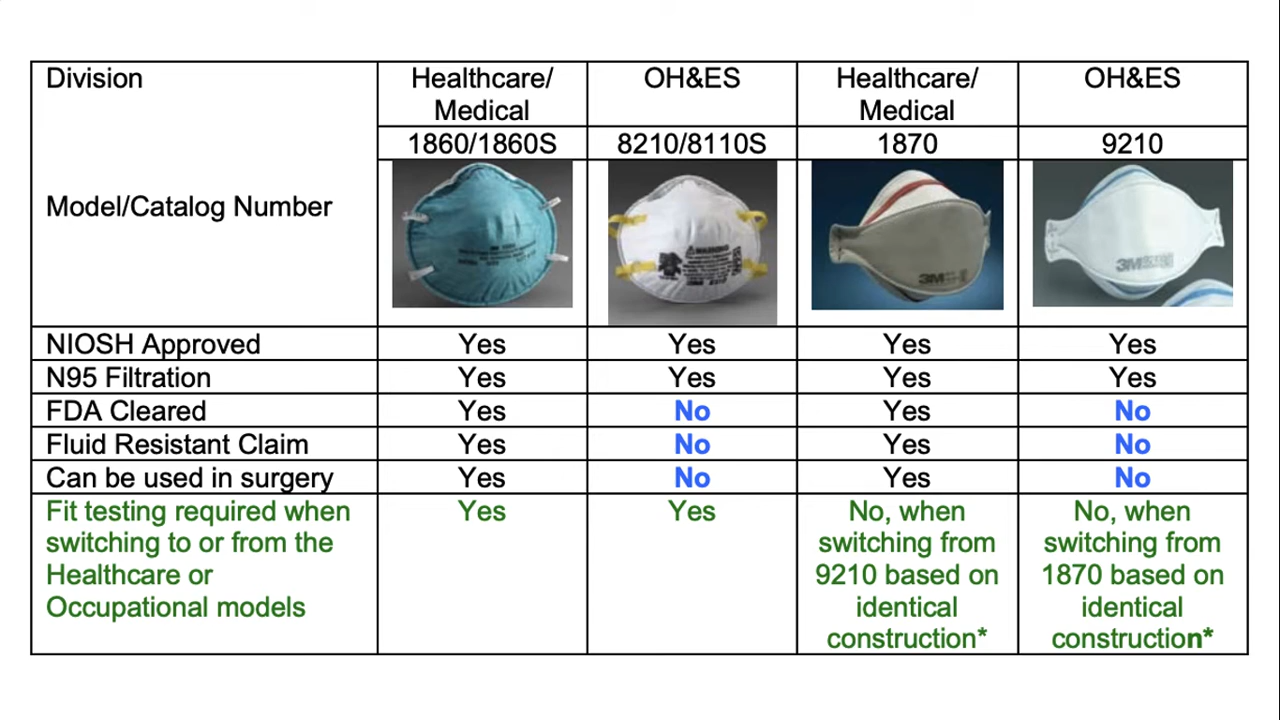 Division
Healthcare/
Medical
OH&ES
Healthcare/
Medical
OH&ES
Model/Catalog Number
1860/1860S
8210/8110S
1870
9210
WARNING
3M
3M
NIOSH Approved Yes Yes Yes Yes
N95 Filtration Yes Yes Yes Yes
FDA Cleared Yes No Yes No
Fluid Resistant Claim Yes No Yes No
Can be used in surgery Yes No Yes No
Fit testing required when
switching to or from the
Healthcare or
Occupational models
Yes
Yes
No, when
switching from
9210 based on
identical
construction*
No, when
switching from
1870 based on
identical
construction*